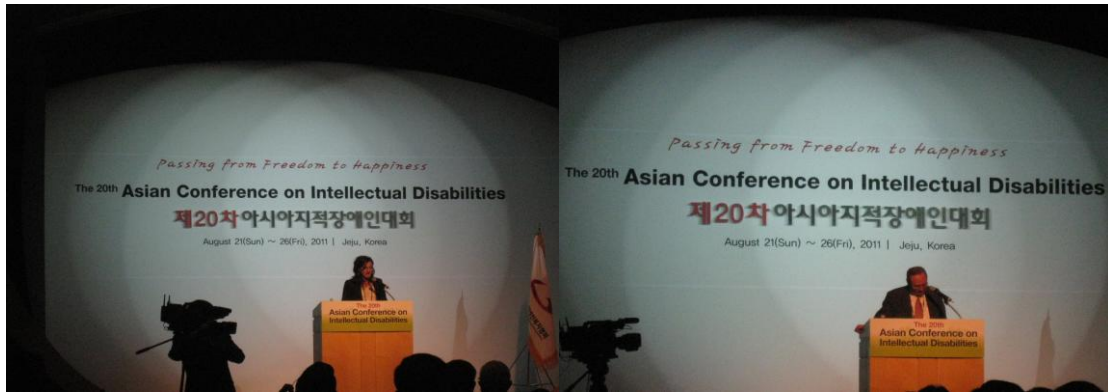 Passing from Freedom to Happiness
The 20th Asian Conference on Intellectual Disabilities
제20차 아시아지적장애인대회
August 21(Sun) ～ 26(Fri), 2011 | Jeju, Korea
The 20th
Asian Conference on
Intellectual Disabilities
Passing from Freedom to Happiness
The 20th Asian Conference on Intellectual Disabilities
제20차 아시아지적장애인대회
August 21(Sun) ～ 26(Fri), 2011 | Jeju, Korea
The 20th
Asian Conference on
Intellectual Disabilities